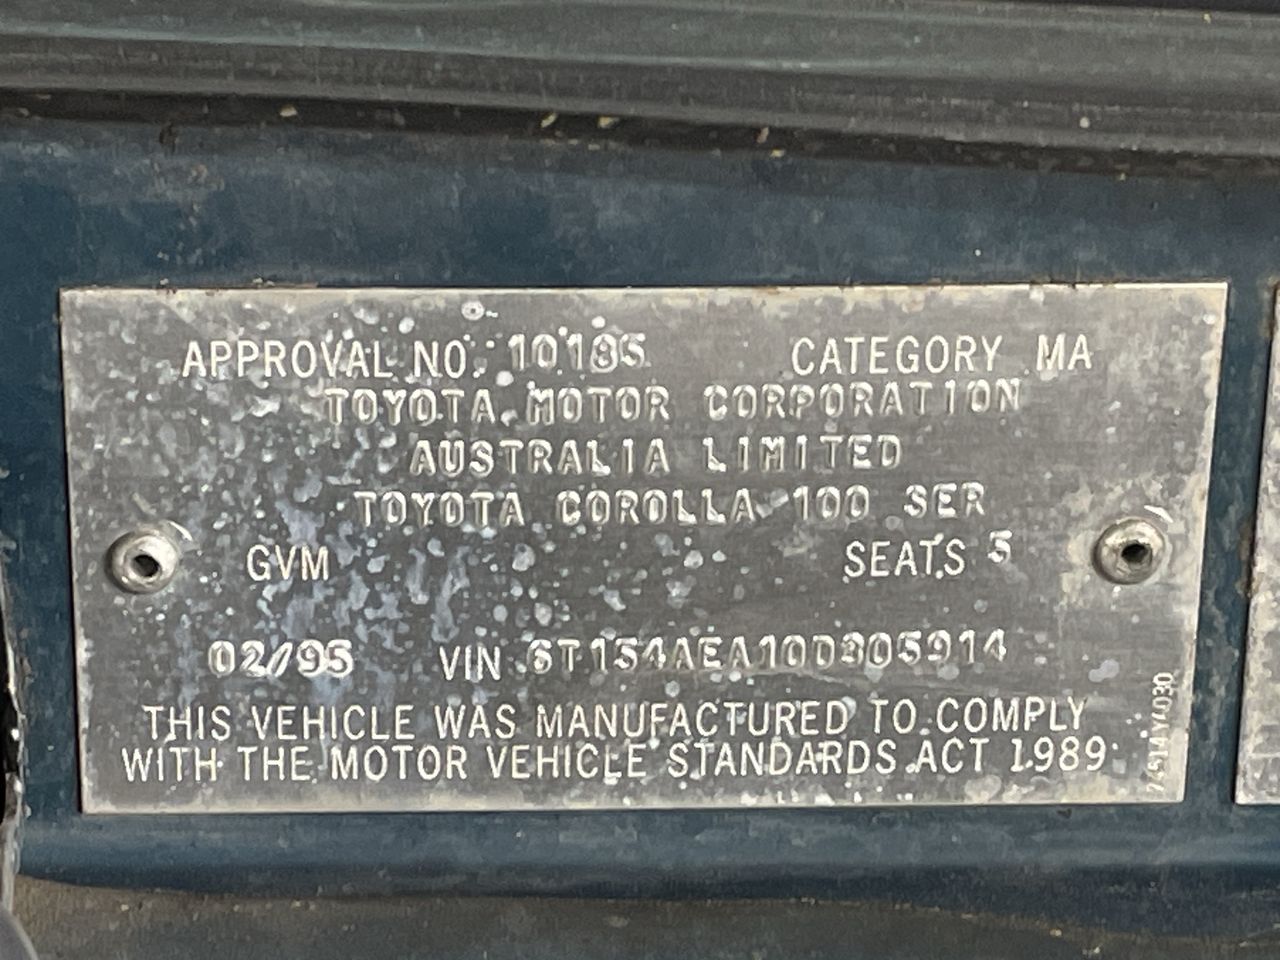 APPROVAL NO. 10185 CATEGORY MA
TOYOTA MOTOR CORPORATION
AUSTRALIA LIMITED
TOYOTA COROLLA 100 SER
GVM SEATS 5
02/95 VIN 6T154AEA100305914
THIS VEHICLE WAS MANUFACTURED TO COMPLY
WITH THE MOTOR VEHICLE STANDARDS ACT 1989